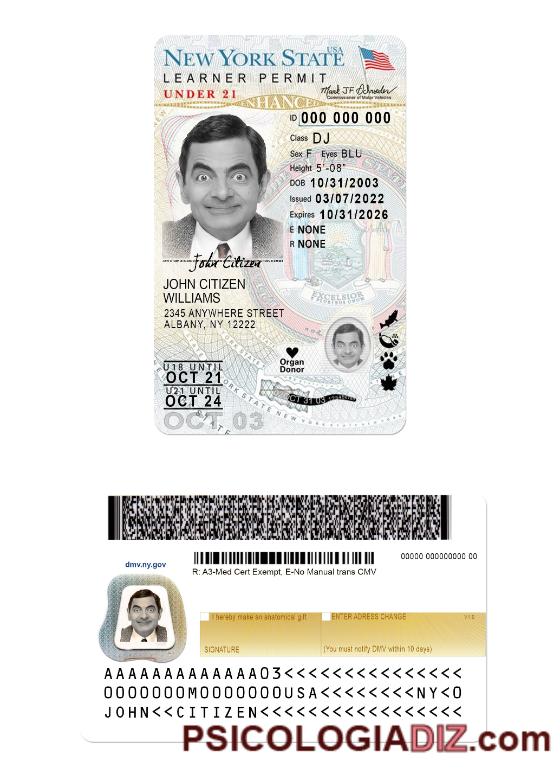 NEW YORK STATE USA
LEARNER PERMIT
UNDER 21
Mark J.F. Schroeder
Commissioner of Motor Vehicles
ENHANCED
ID 000 000 000
Class DJ
Sex F Eyes BLU
Height 5'-08"
DOB 10/31/2003
Issued 03/07/2022
Expires 10/31/2026
E NONE
R NONE
EXCELSIOR
John Citizen
JOHN CITIZEN
WILLIAMS
2345 ANYWHERE STREET
ALBANY, NY 12222
Organ
Donor
U18 UNTIL
OCT 21
U21 UNTIL
OCT 24
OCT 03
OCT 31 03
dmv.ny.gov
00000 000000000 00
R: A3-Med Cert Exempt, E-No Manual trans CMV
I hereby make an anatomical gift
ENTER ADRESS CHANGE
V10
SIGNATURE
(You must notify DMV within 10 days)
AAAAAAAAAAAAA03<<<<<<<<<<<<<<<
0000000M0000000USA<<<<<<<<NY<0
JOHN<<CITIZEN<<<<<<<<<<<<<<<<<
PSICOLOGIADIZ.com